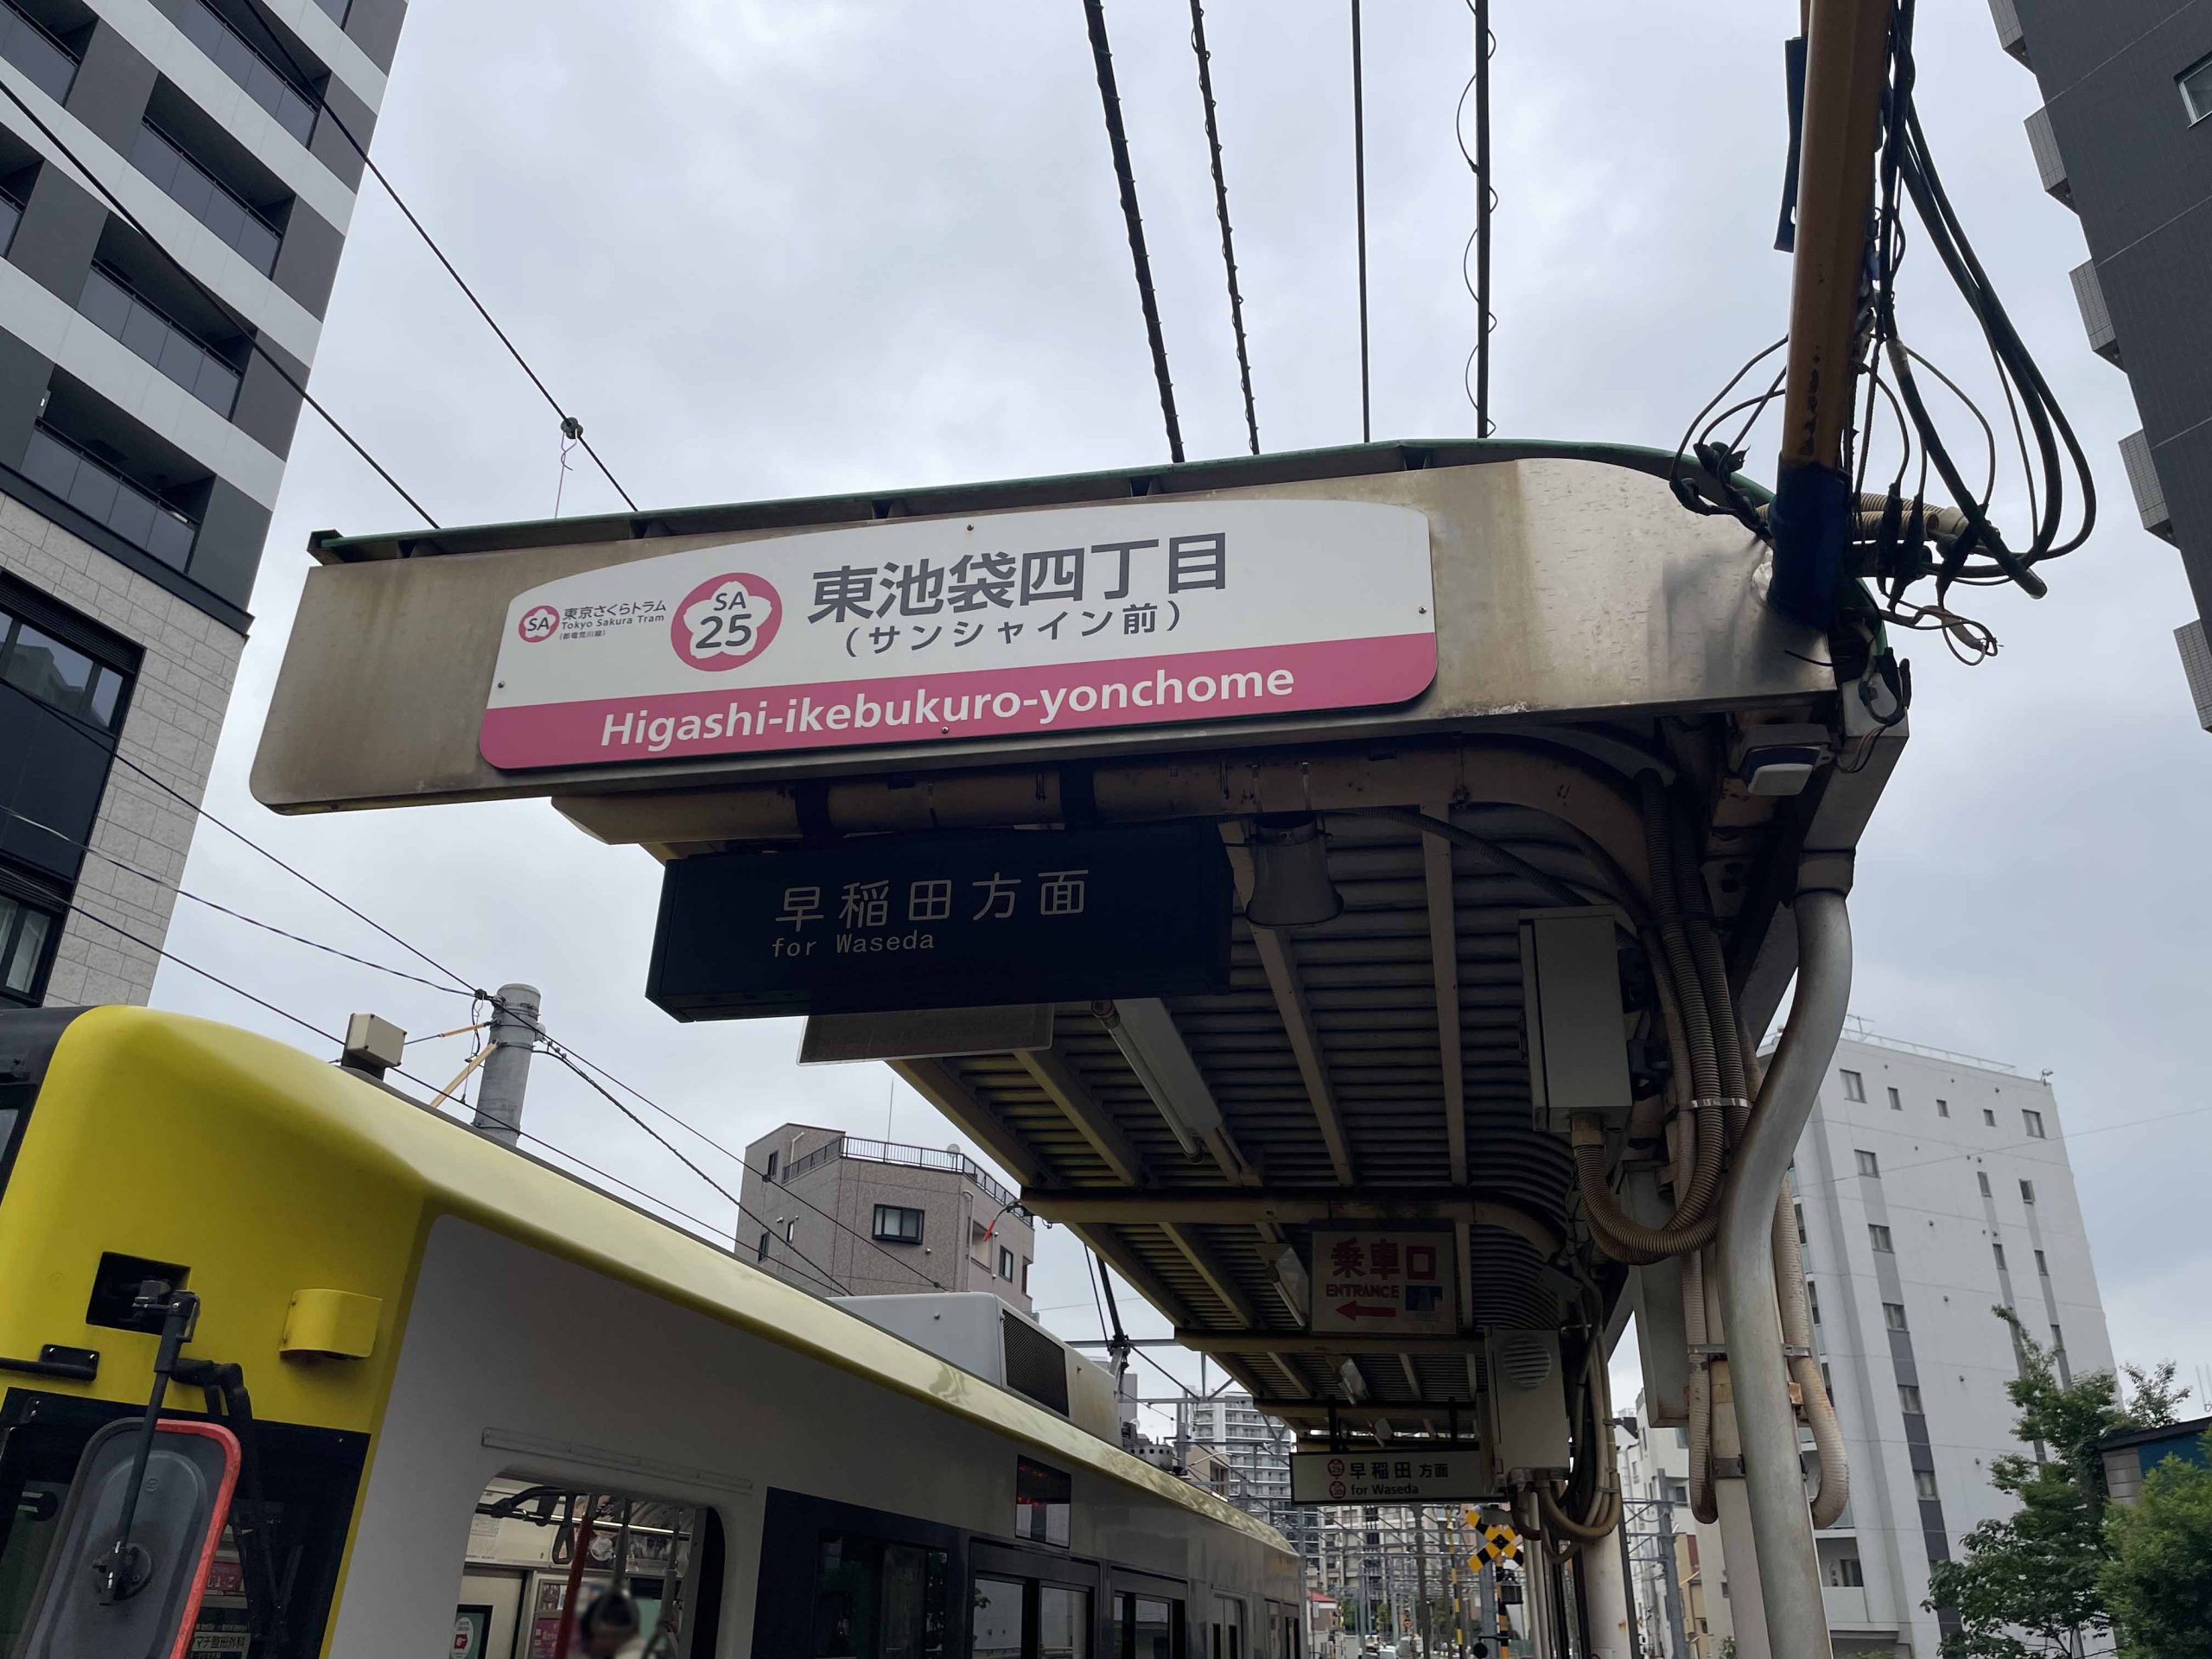 SA
東京さくらトラム
Tokyo Sakura Tram
(都電荒川線)
SA
25
東池袋四丁目
(サンシャイン前)
Higashi-ikebukuro-yonchome
早稲田方面
for Waseda
乗車口
ENTRANCE
早稲田 方面
for Waseda